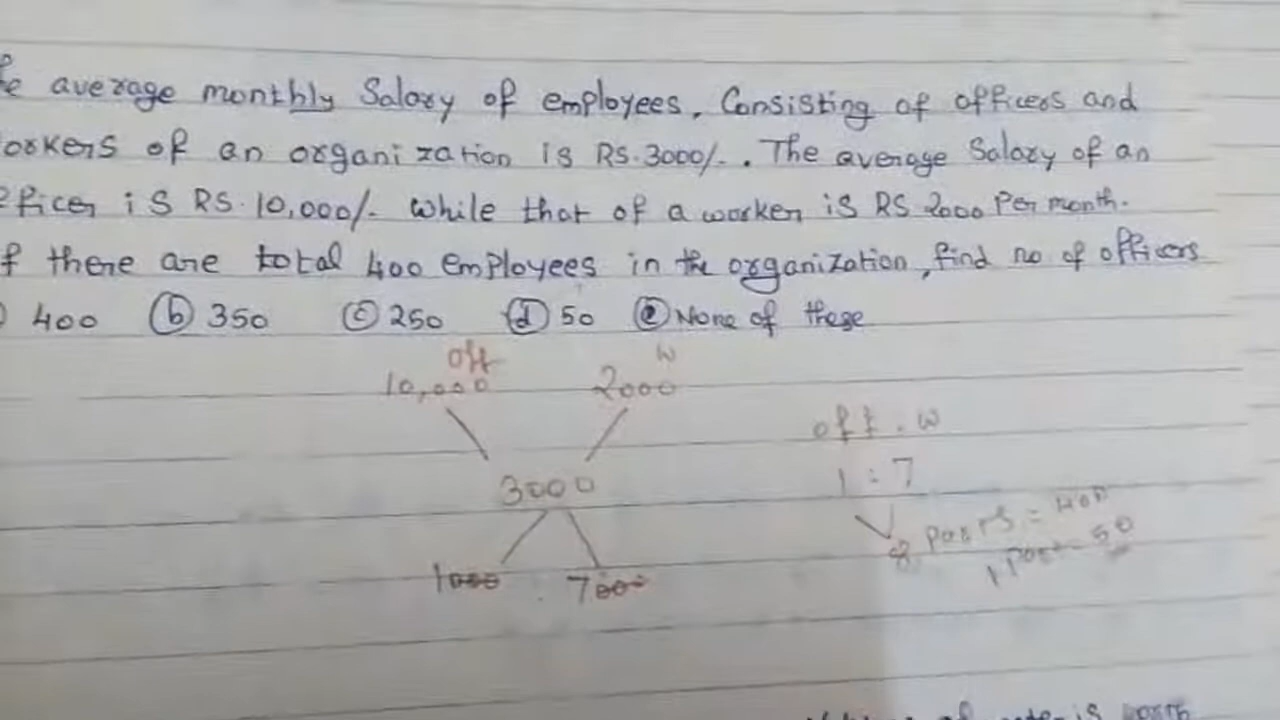 e average monthly Salary of employees, Consisting of officers and
orkers of an organization is RS.3000/-. The average Salary of an
fficer is RS.10,000/- while that of a worker is RS 2000 Per month.
f there are total 400 employees in the organization, find no of officers
400 (b) 350 (c) 250 (d) 50 (e) None of these
off w
10,000 2000
off : w
3000 1 : 7
8 parts = 400
1 part - 50
1000 : 7000
is